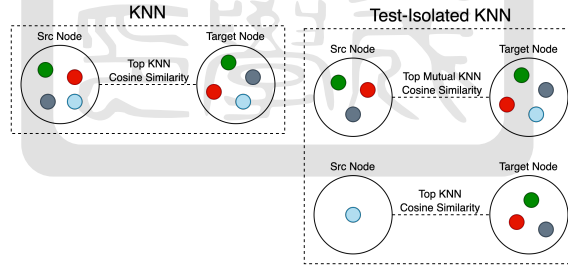 KNN
Src Node
Target Node
Top KNN
Cosine Similarity
Test-Isolated KNN
Src Node
Target Node
Top Mutual KNN
Cosine Similarity
Src Node
Target Node
Top KNN
Cosine Similarity